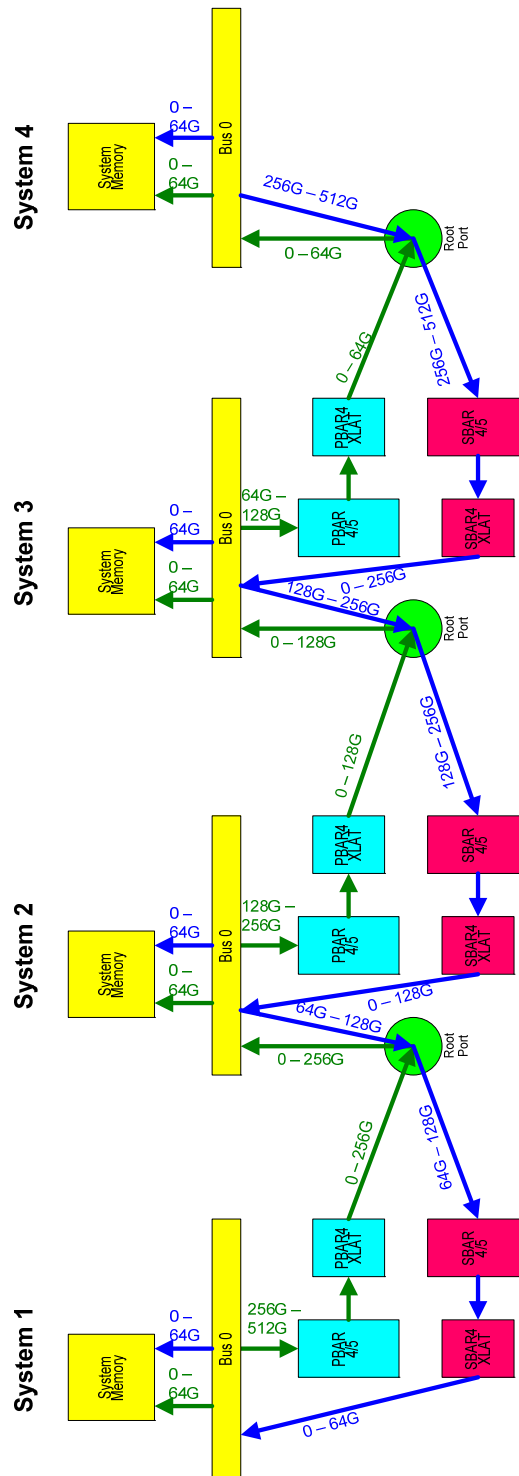 System 4
System
Memory
0 –
64G
0 –
64G
Bus 0
256G – 512G
0 – 64G
Root
Port
0 – 64G
256G – 512G
System 3
System
Memory
0 –
64G
0 –
64G
Bus 0
64G –
128G
PBAR4
XLAT
PBAR
4/5
SBAR
4/5
SBAR4
XLAT
0 – 256G
128G – 256G
0 – 128G
Root
Port
0 – 128G
128G – 256G
System 2
System
Memory
0 –
64G
0 –
64G
Bus 0
128G –
256G
PBAR4
XLAT
PBAR
4/5
SBAR
4/5
SBAR4
XLAT
0 – 128G
64G – 128G
0 – 256G
Root
Port
0 – 256G
64G – 128G
System 1
System
Memory
0 –
64G
0 –
64G
Bus 0
256G –
512G
PBAR4
XLAT
PBAR
4/5
SBAR
4/5
SBAR4
XLAT
0 – 64G